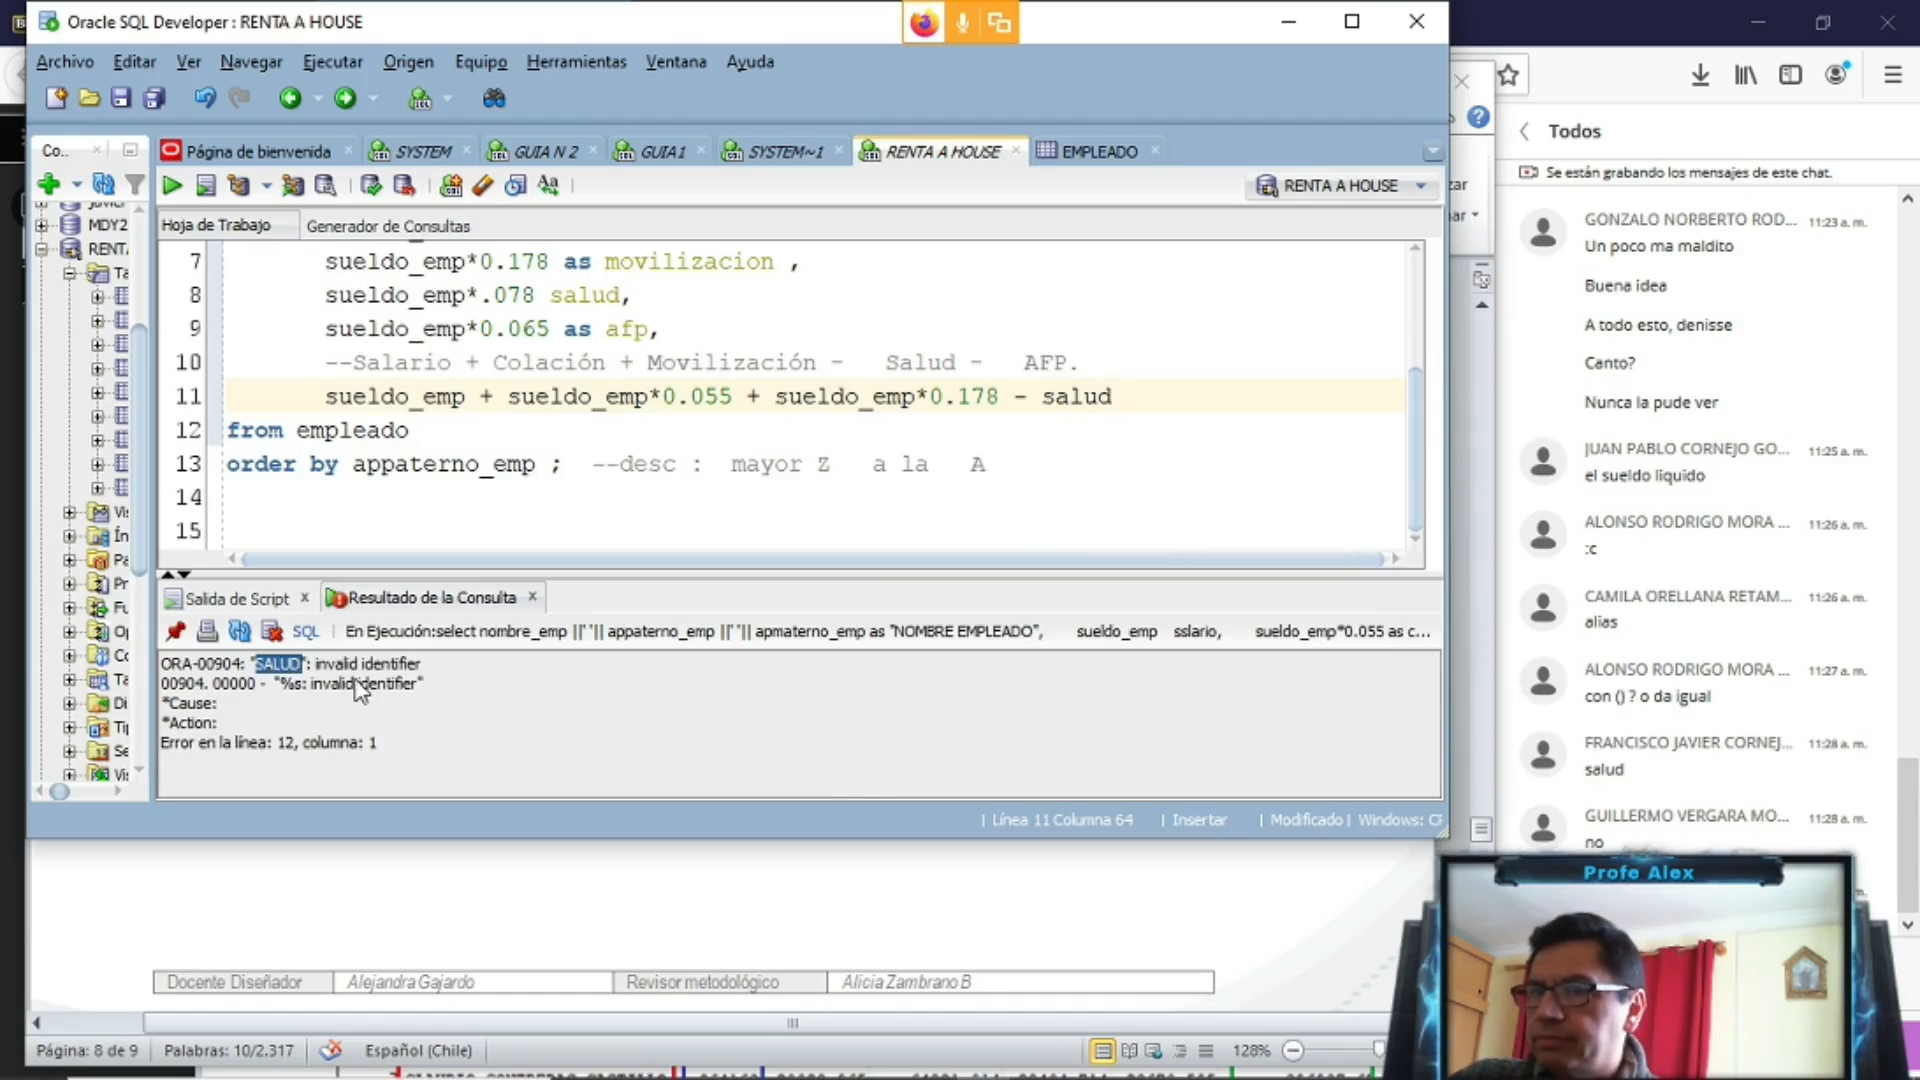 Oracle SQL Developer : RENTA A HOUSE
Archivo Editar Ver Navegar Ejecutar Origen Equipo Herramientas Ventana Ayuda
Co..
Página de bienvenida SYSTEM GUIA N 2 GUIA1 SYSTEM~1 RENTA A HOUSE EMPLEADO
RENTA A HOUSE
Hoja de Trabajo Generador de Consultas
MDY2
RENT.
7 sueldo_emp*0.178 as movilizacion ,
8 sueldo_emp*.078 salud,
9 sueldo_emp*0.065 as afp,
10 --Salario + Colación + Movilización - Salud - AFP.
11 sueldo_emp + sueldo_emp*0.055 + sueldo_emp*0.178 - salud
12 from empleado
13 order by appaterno_emp ; --desc : mayor Z a la A
14
15
Salida de Script Resultado de la Consulta
SQL En Ejecución:select nombre_emp ||' '|| appaterno_emp ||' '|| apmaterno_emp as "NOMBRE EMPLEADO", sueldo_emp sslario, sueldo_emp*0.055 as c...
ORA-00904: "SALUD": invalid identifier
00904. 00000 - "%s: invalid identifier"
*Cause:
*Action:
Error en la línea: 12, columna: 1
Línea 11 Columna 64 Insertar Modificado Windows: CF
Docente Diseñador Alejandra Gajardo Revisor metodológico Alicia Zambrano B
Página: 8 de 9 Palabras: 10/2.317 Español (Chile) 128%
Todos
Se están grabando los mensajes de este chat.
GONZALO NORBERTO ROD... 11:23 a. m.
Un poco ma maldito
Buena idea
A todo esto, denisse
Canto?
Nunca la pude ver
JUAN PABLO CORNEJO GO... 11:25 a. m.
el sueldo liquido
ALONSO RODRIGO MORA ... 11:26 a. m.
:c
CAMILA ORELLANA RETAM... 11:26 a. m.
alias
ALONSO RODRIGO MORA ... 11:27 a. m.
con () ? o da igual
FRANCISCO JAVIER CORNEJ... 11:28 a. m.
salud
GUILLERMO VERGARA MO... 11:28 a. m.
no
Profe Alex